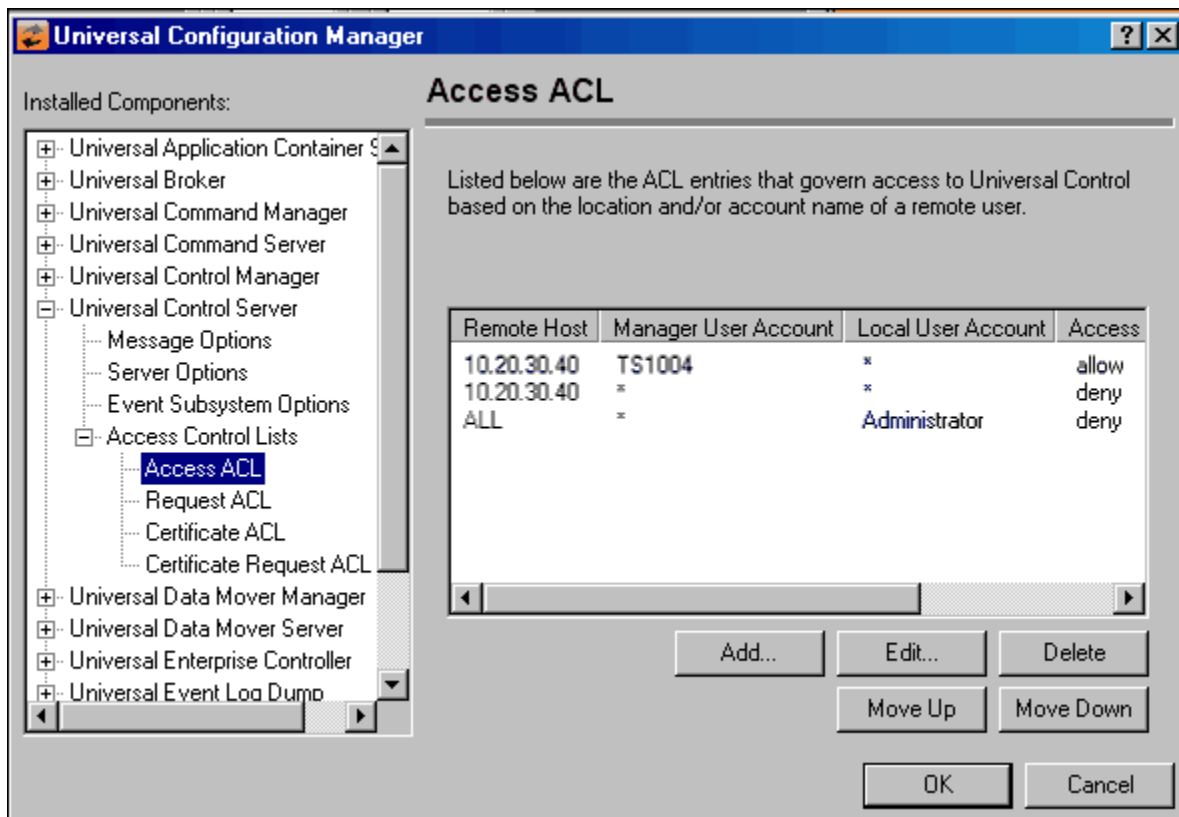 Universal Configuration Manager
Installed Components:
Universal Application Container S
Universal Broker
Universal Command Manager
Universal Command Server
Universal Control Manager
Universal Control Server
Message Options
Server Options
Event Subsystem Options
Access Control Lists
Access ACL
Request ACL
Certificate ACL
Certificate Request ACL
Universal Data Mover Manager
Universal Data Mover Server
Universal Enterprise Controller
Universal Event Log Dump
Access ACL
Listed below are the ACL entries that govern access to Universal Control
based on the location and/or account name of a remote user.
Remote Host Manager User Account Local User Account Access
10.20.30.40 TS1004 * allow
10.20.30.40 * * deny
ALL * Administrator deny
Add... Edit... Delete
Move Up Move Down
OK Cancel